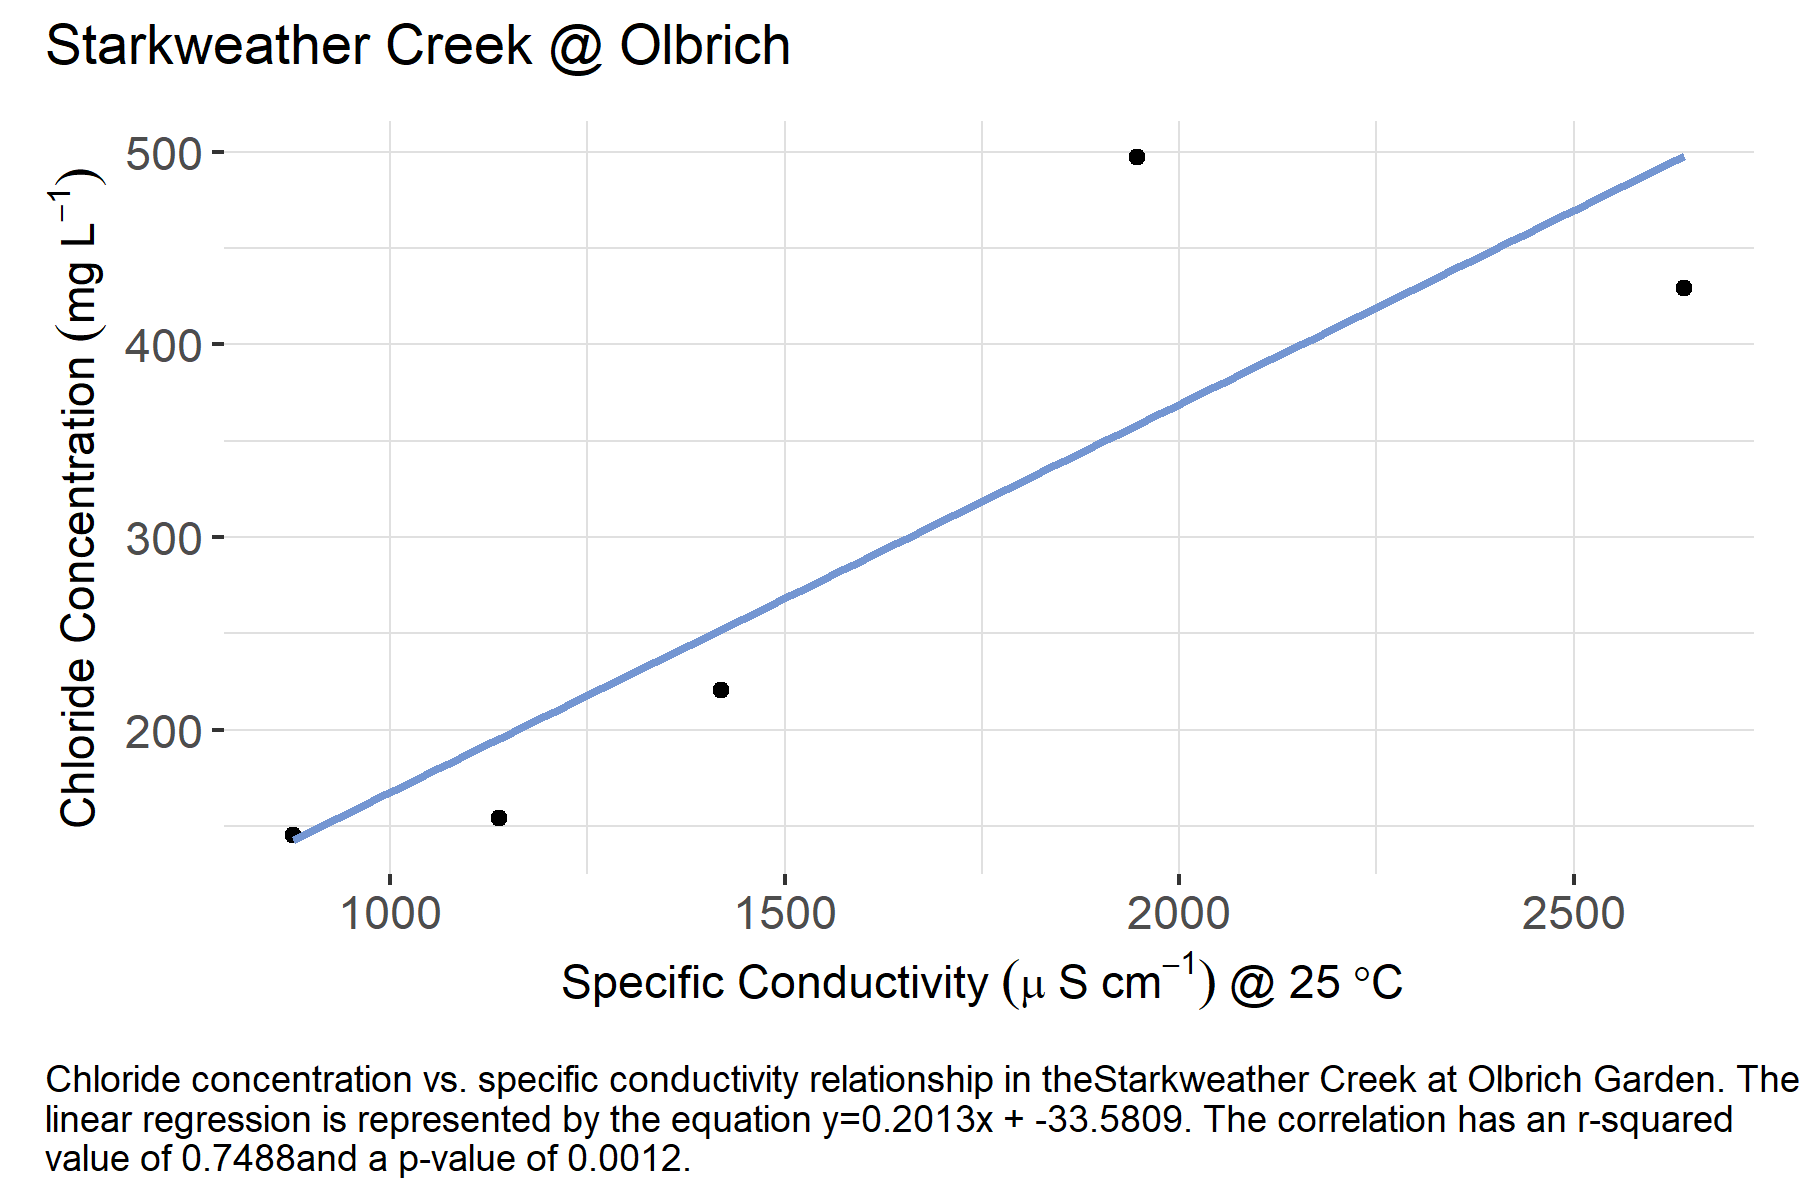 Starkweather Creek @ Olbrich
500
400
300
200
Chloride Concentration (mg L⁻¹)
1000 1500 2000 2500
Specific Conductivity (μ S cm⁻¹) @ 25 °C
Chloride concentration vs. specific conductivity relationship in theStarkweather Creek at Olbrich Garden. The
linear regression is represented by the equation y=0.2013x + -33.5809. The correlation has an r-squared
value of 0.7488and a p-value of 0.0012.